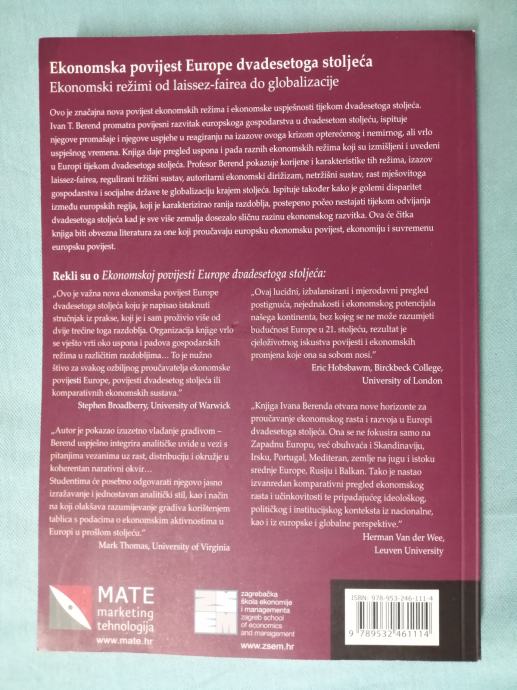 Ekonomska povijest Europe dvadesetoga stoljeća
Ekonomski režimi od laissez-fairea do globalizacije
Ovo je značajna nova povijest ekonomskih režima i ekonomske uspješnosti tijekom dvadesetoga stoljeća.
Ivan T. Berend promatra povijesni razvitak europskoga gospodarstva u dvadesetom stoljeću, ispituje
njegove promašaje i njegove uspjehe u reagiranju na izazove ovoga krizom opterećenog i nemirnog, ali vrlo
uspješnog vremena. Knjiga daje pregled uspona i pada raznih ekonomskih režima koji su izmišljeni i uvedeni
u Europi tijekom dvadesetoga stoljeća. Profesor Berend pokazuje korijene i karakteristike tih režima, izazov
laissez-faire, regulirani tržišni sustav, autoritarni ekonomski dirižizam, netržišni sustav, rast mješovitoga
gospodarstva i socijalne države te globalizaciju krajem stoljeća. Ispituje također kako je golemi disparitet
između europskih regija, koji je karakterizirao ranija razdoblja, postepeno počeo nestajati tijekom odvijanja
dvadesetoga stoljeća kad je sve više zemalja dosezalo sličnu razinu ekonomskog razvitka. Ova će čitka
knjiga biti obvezna literatura za one koji proučavaju europsku ekonomsku povijest, ekonomiju i suvremenu
europsku povijest.
Rekli su o Ekonomskoj povijesti Europe dvadesetoga stoljeća:
„Ovo je važna nova ekonomska povijest Europe
dvadesetoga stoljeća koju je napisao istaknuti
stručnjak iz prakse, koji je i sam proživio više od
dvije trećine toga razdoblja. Organizacija knjige vrlo
se vješto vrti oko uspona i padova gospodarskih
režima u različitim razdobljima… To je nužno
štivo za svakog ozbiljnog proučavatelja ekonomske
povijesti Europe, povijesti dvadesetog stoljeća ili
komparativnih ekonomskih sustava.”
Stephen Broadberry, University of Warwick
„Autor je pokazao izuzetno vladanje gradivom –
Berend uspješno integrira analitičke uvide u vezi s
pitanjima vezanima uz rast, distribuciju i okružje u
koherentan narativni okvir…
Studentima će posebno odgovarati njegovo jasno
izražavanje i jednostavan analitički stil, kao i način
na koji olakšava razumijevanje gradiva korištenjem
tablica s podacima o ekonomskim aktivnostima u
Europi u prošlom stoljeću.”
Mark Thomas, University of Virginia
„Ovaj lucidni, izbalansirani i mjerodavni pregled
postignuća, nejednakosti i ekonomskog potencijala
našega kontinenta, bez kojeg se ne može razumjeti
budućnost Europe u 21. stoljeću, rezultat je
cjeloživotnog iskustva povijesti i ekonomskih
promjena koje ona sa sobom nosi.”
Eric Hobsbawm, Birckbeck College,
University of London
„Knjiga Ivana Berenda otvara nove horizonte za
proučavanje ekonomskog rasta i razvoja u Europi
dvadesetoga stoljeća. Ona se ne fokusira samo na
Zapadnu Europu, već obuhvaća i Skandinaviju,
Irsku, Portugal, Mediteran, zemlje na jugu i istoku
srednje Europe, Rusiju i Balkan. Tako je nastao
izvanredan komparativni pregled ekonomskog
rasta i učinkovitosti te pripadajućeg ideološkog,
političkog i institucijskog konteksta iz nacionalne,
kao i iz europske i globalne perspektive.”
Herman Van der Wee,
Leuven University
MATE
marketing
tehnologija
www.mate.hr
ZŠEM
zagrebačka
škola ekonomije
i managementa
zagreb school
of economics
and management
www.zsem.hr
ISBN: 978-953-246-111-4
9 789532 461114